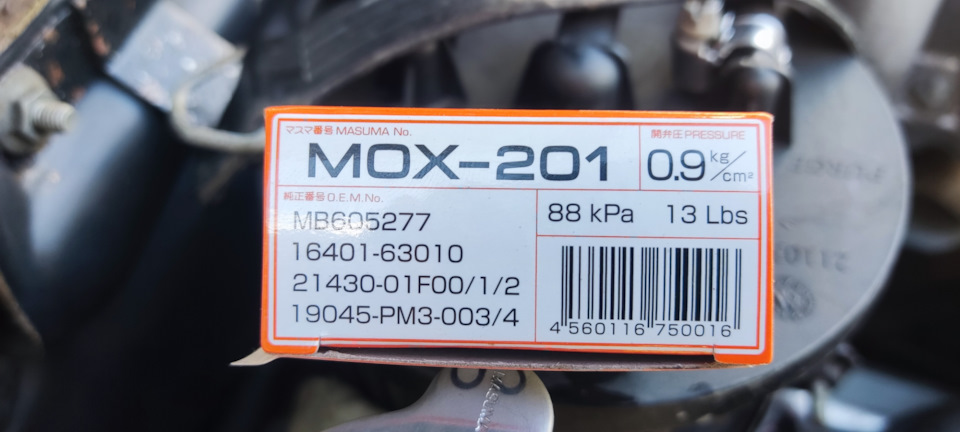 マスマ番号 MASUMA No.
MOX-201
開弁圧 PRESSURE
0.9 kg/cm²
純正番号 O.E.M.No.
MB605277
16401-63010
21430-01F00/1/2
19045-PM3-003/4
88 kPa 13 Lbs
4 560116 750016